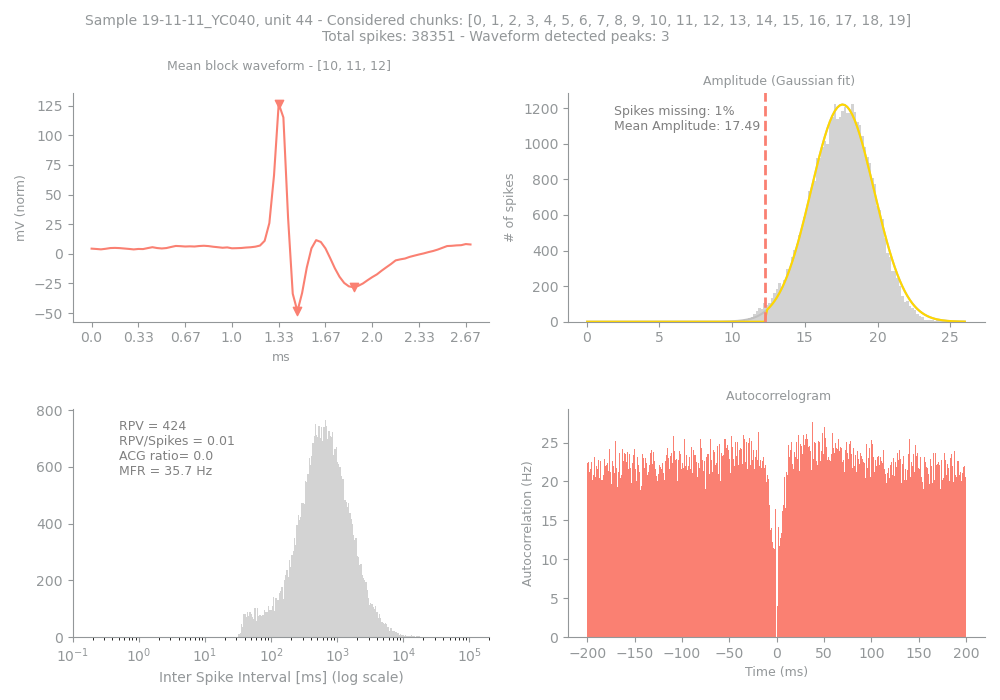 Sample 19-11-11_YC040, unit 44 - Considered chunks: [0, 1, 2, 3, 4, 5, 6, 7, 8, 9, 10, 11, 12, 13, 14, 15, 16, 17, 18, 19]
Total spikes: 38351 - Waveform detected peaks: 3
Mean block waveform - [10, 11, 12]
125
100
75
50
25
0
−25
−50
mV (norm)
0.0 0.33 0.67 1.0 1.33 1.67 2.0 2.33 2.67
ms
Amplitude (Gaussian fit)
Spikes missing: 1%
Mean Amplitude: 17.49
1200
1000
800
600
400
200
0
# of spikes
0 5 10 15 20 25
RPV = 424
RPV/Spikes = 0.01
ACG ratio= 0.0
MFR = 35.7 Hz
800
600
400
200
0
10⁻¹ 10⁰ 10¹ 10² 10³ 10⁴ 10⁵
Inter Spike Interval [ms] (log scale)
Autocorrelogram
25
20
15
10
5
0
Autocorrelation (Hz)
−200 −150 −100 −50 0 50 100 150 200
Time (ms)